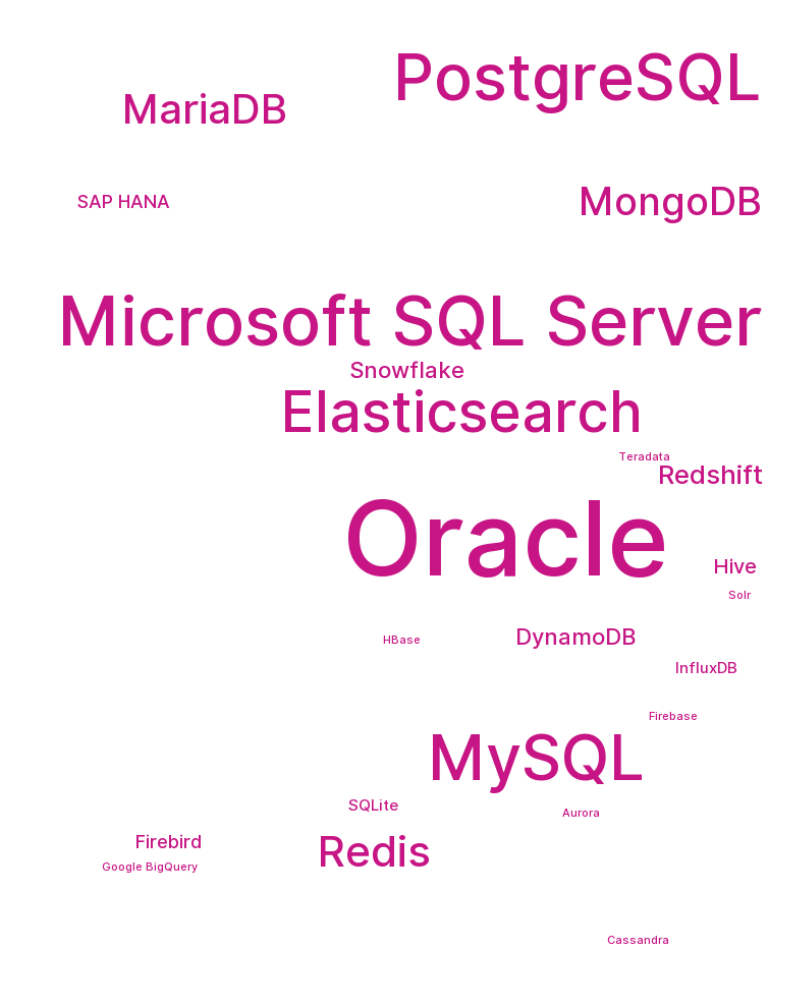 PostgreSQL
MariaDB
SAP HANA
MongoDB
Microsoft SQL Server
Snowflake
Elasticsearch
Teradata
Redshift
Oracle
Hive
Solr
HBase
DynamoDB
InfluxDB
Firebase
MySQL
SQLite
Aurora
Firebird
Redis
Google BigQuery
Cassandra